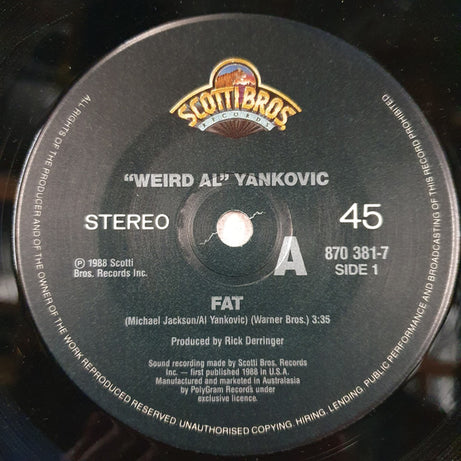 SCOTTI BROS.
RECORDS
"WEIRD AL" YANKOVIC
STEREO
45
℗ 1988 Scotti
Bros. Records Inc.
A
870 381-7
SIDE 1
FAT
(Michael Jackson/Al Yankovic) (Warner Bros.) 3:35
Produced by Rick Derringer
Sound recording made by Scotti Bros. Records
Inc. — first published 1988 in U.S.A.
Manufactured and marketed in Australasia
by PolyGram Records under
exclusive licence.
ALL RIGHTS OF THE PRODUCER AND OF THE OWNER OF THE WORK REPRODUCED RESERVED. UNAUTHORISED COPYING, HIRING, LENDING, PUBLIC PERFORMANCE AND BROADCASTING OF THIS RECORD PROHIBITED